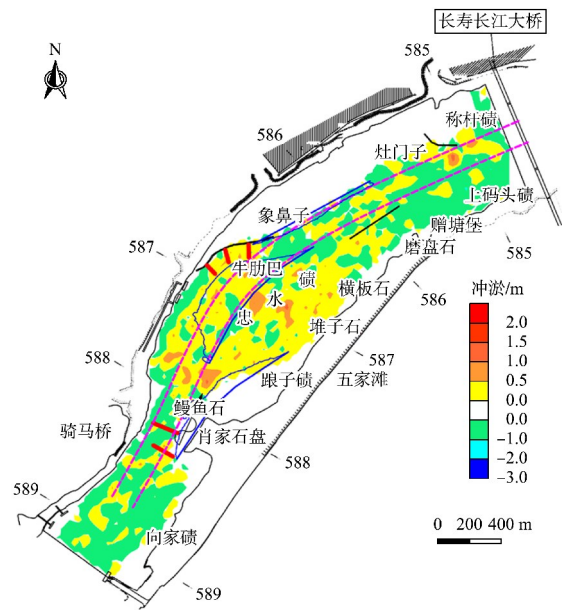 长寿长江大桥
N
585
586
称杆碛
灶门子
上码头碛
象鼻子
赠塘堡
587
磨盘石
585
牛肋巴
碛
横板石
586
水
忠
堆子石
588
587
踉子碛
五家滩
鳗鱼石
骑马桥
肖家石盘
588
589
向家碛
589
冲淤/m
2.0
1.5
1.0
0.5
0.0
0.0
-1.0
-2.0
-3.0
0 200 400 m